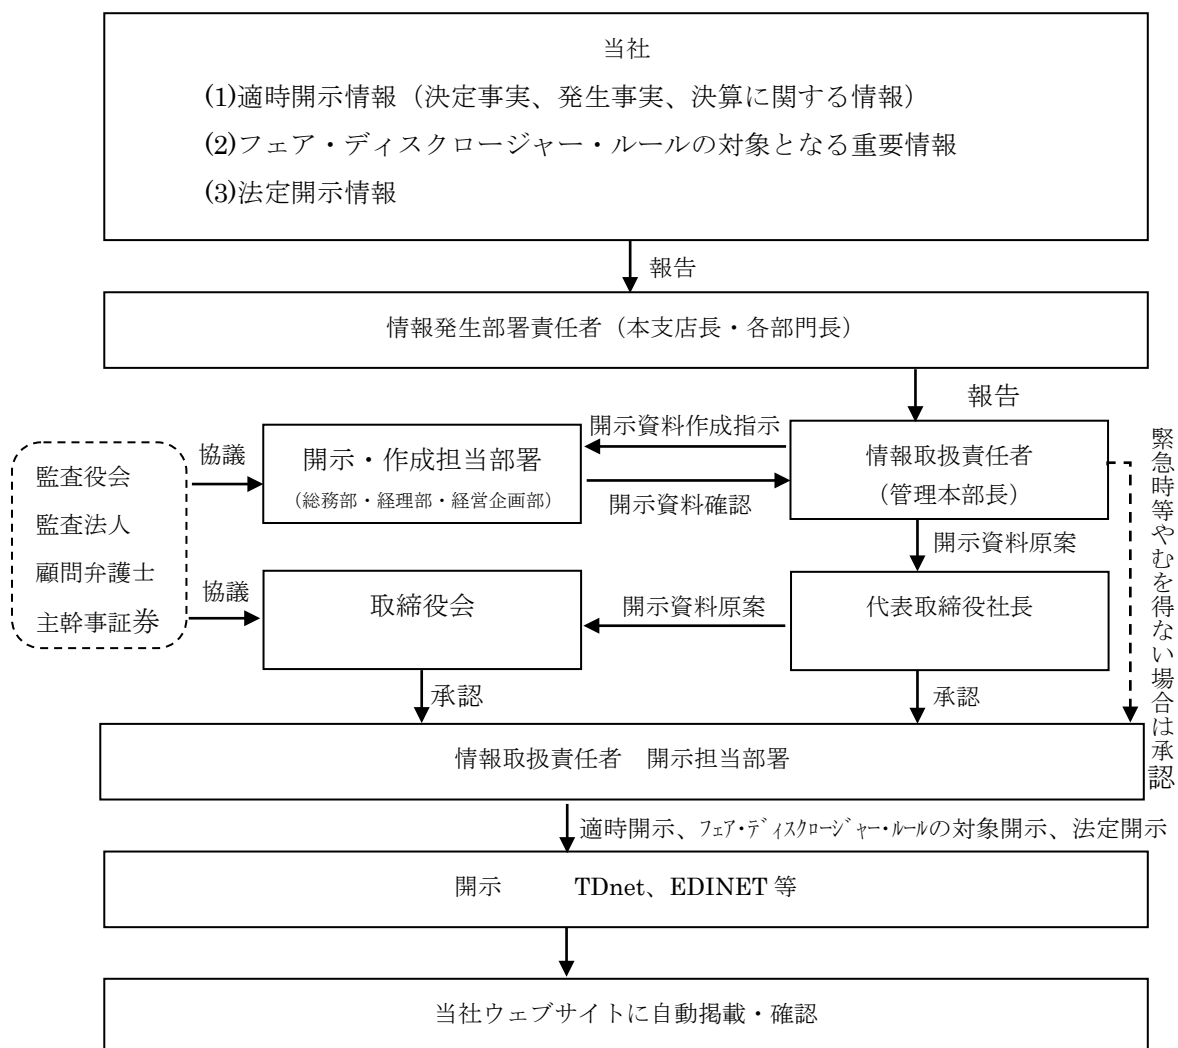 当社
(1)適時開示情報（決定事実、発生事実、決算に関する情報）
(2)フェア・ディスクロージャー・ルールの対象となる重要情報
(3)法定開示情報
報告
情報発生部署責任者（本支店長・各部門長）
報告
監査役会
監査法人
顧問弁護士
主幹事証券
協議
開示・作成担当部署
（総務部・経理部・経営企画部）
開示資料作成指示
開示資料確認
情報取扱責任者
（管理本部長）
緊急時等やむを得ない場合は承認
開示資料原案
協議
取締役会
開示資料原案
代表取締役社長
承認
承認
情報取扱責任者　開示担当部署
適時開示、ﾌｪｱ･ﾃﾞｨｽｸﾛｰｼﾞｬｰ･ﾙｰﾙの対象開示、法定開示
開示　　　TDnet、EDINET 等
当社ウェブサイトに自動掲載・確認